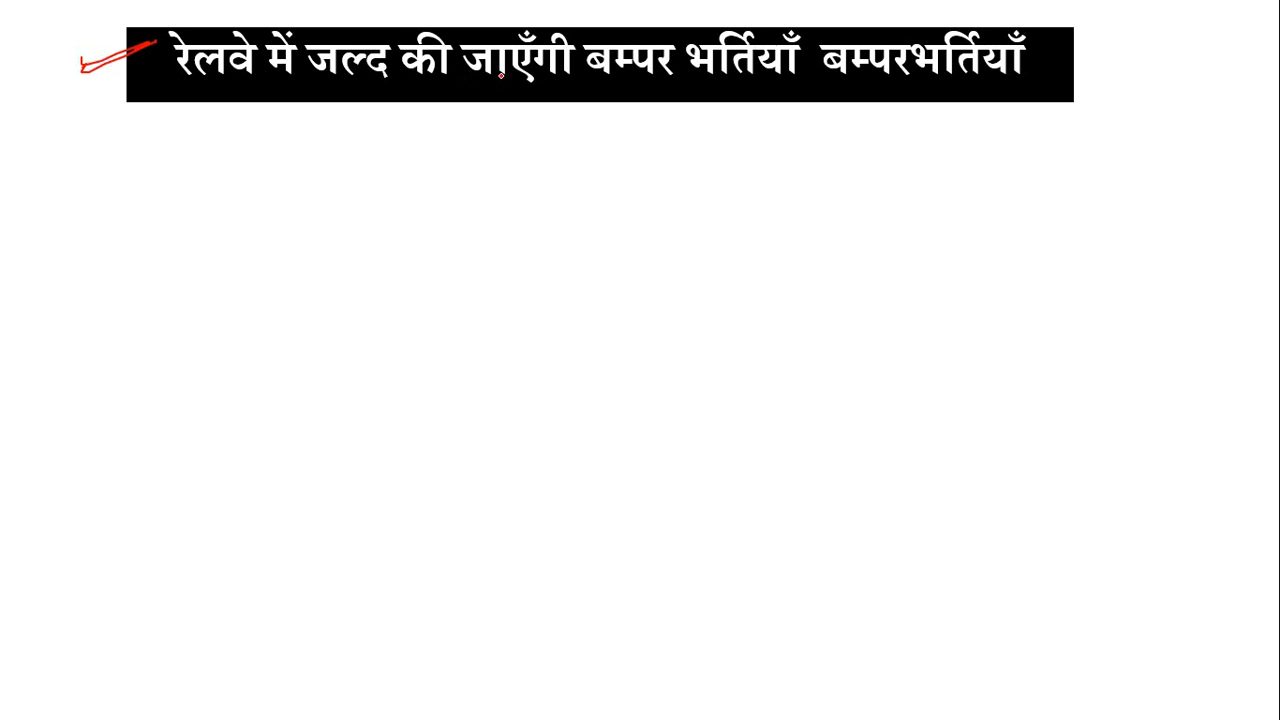 रेलवे में जल्द की जाएँगी बम्पर भर्तियाँ बम्परभर्तियाँ